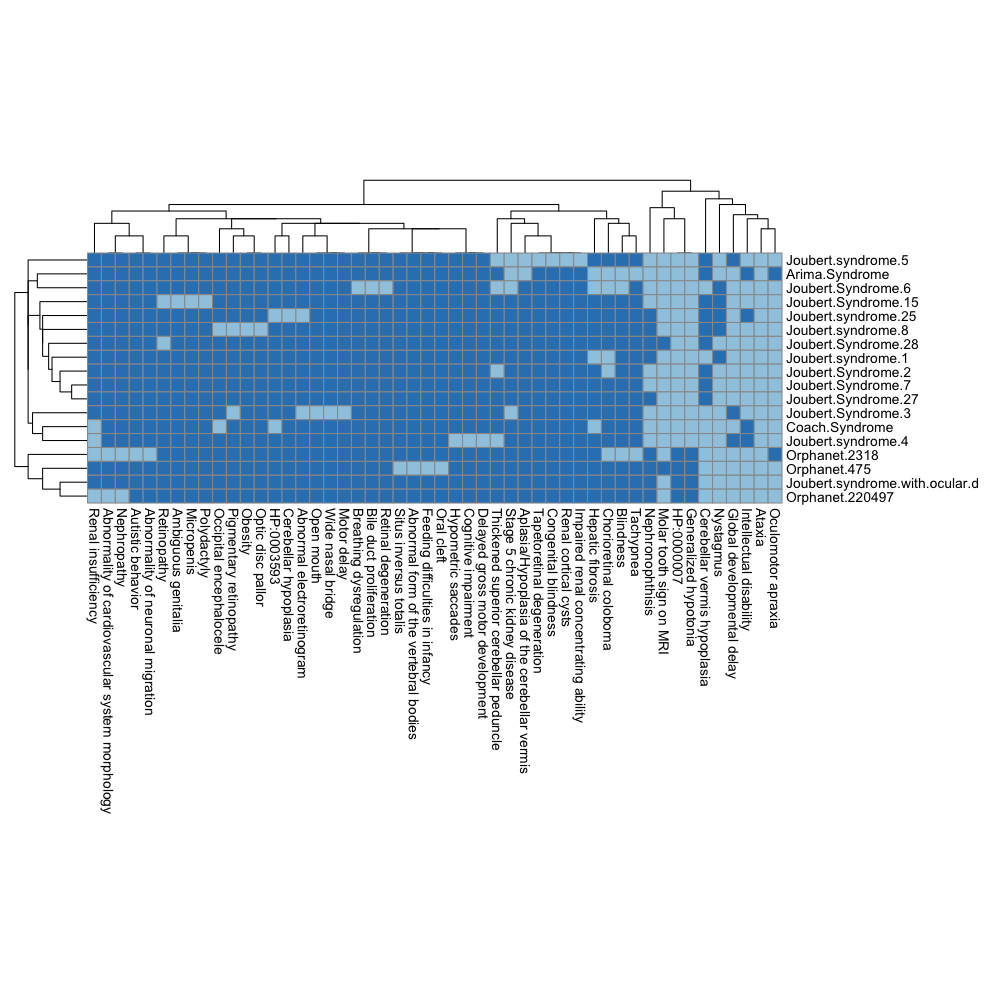 Joubert.syndrome.5
Arima.Syndrome
Joubert.Syndrome.6
Joubert.Syndrome.15
Joubert.syndrome.25
Joubert.syndrome.8
Joubert.Syndrome.28
Joubert.syndrome.1
Joubert.Syndrome.2
Joubert.Syndrome.7
Joubert.Syndrome.27
Joubert.Syndrome.3
Coach.Syndrome
Joubert.syndrome.4
Orphanet.2318
Orphanet.475
Joubert.syndrome.with.ocular.d
Orphanet.220497
Renal insufficiency
Abnormality of cardiovascular system morphology
Nephropathy
Autistic behavior
Abnormality of neuronal migration
Retinopathy
Ambiguous genitalia
Micropenis
Polydactyly
Occipital encephalocele
Pigmentary retinopathy
Obesity
Optic disc pallor
HP:0003593
Cerebellar hypoplasia
Abnormal electroretinogram
Open mouth
Wide nasal bridge
Motor delay
Breathing dysregulation
Bile duct proliferation
Retinal degeneration
Situs inversus totalis
Abnormal form of the vertebral bodies
Feeding difficulties in infancy
Oral cleft
Hypometric saccades
Cognitive impairment
Delayed gross motor development
Thickened superior cerebellar peduncle
Stage 5 chronic kidney disease
Aplasia/Hypoplasia of the cerebellar vermis
Tapetoretinal degeneration
Congenital blindness
Renal cortical cysts
Impaired renal concentrating ability
Hepatic fibrosis
Chorioretinal coloboma
Blindness
Tachypnea
Nephronophthisis
Molar tooth sign on MRI
HP:0000007
Generalized hypotonia
Cerebellar vermis hypoplasia
Nystagmus
Global developmental delay
Intellectual disability
Ataxia
Oculomotor apraxia